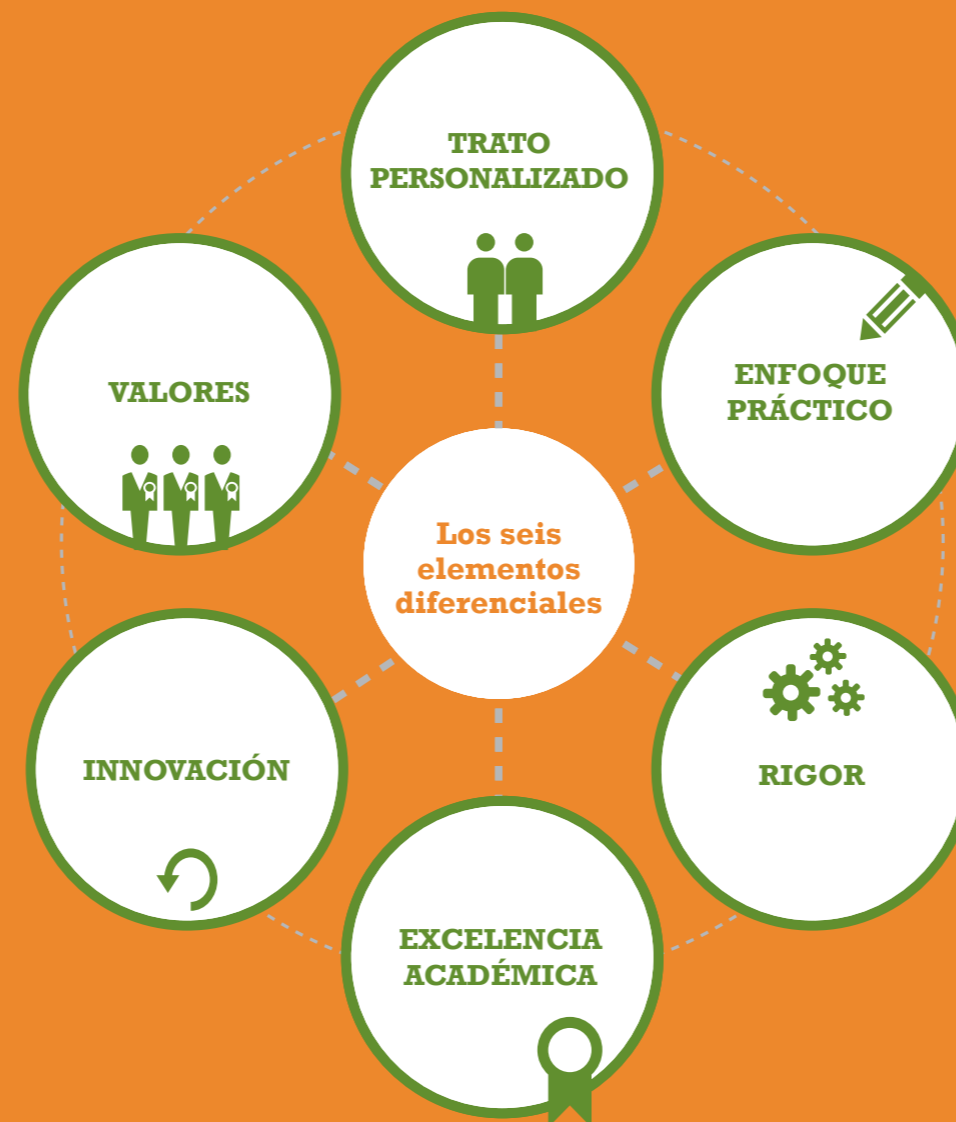 TRATO
PERSONALIZADO
VALORES
ENFOQUE
PRÁCTICO
Los seis
elementos
diferenciales
INNOVACIÓN
RIGOR
EXCELENCIA
ACADÉMICA